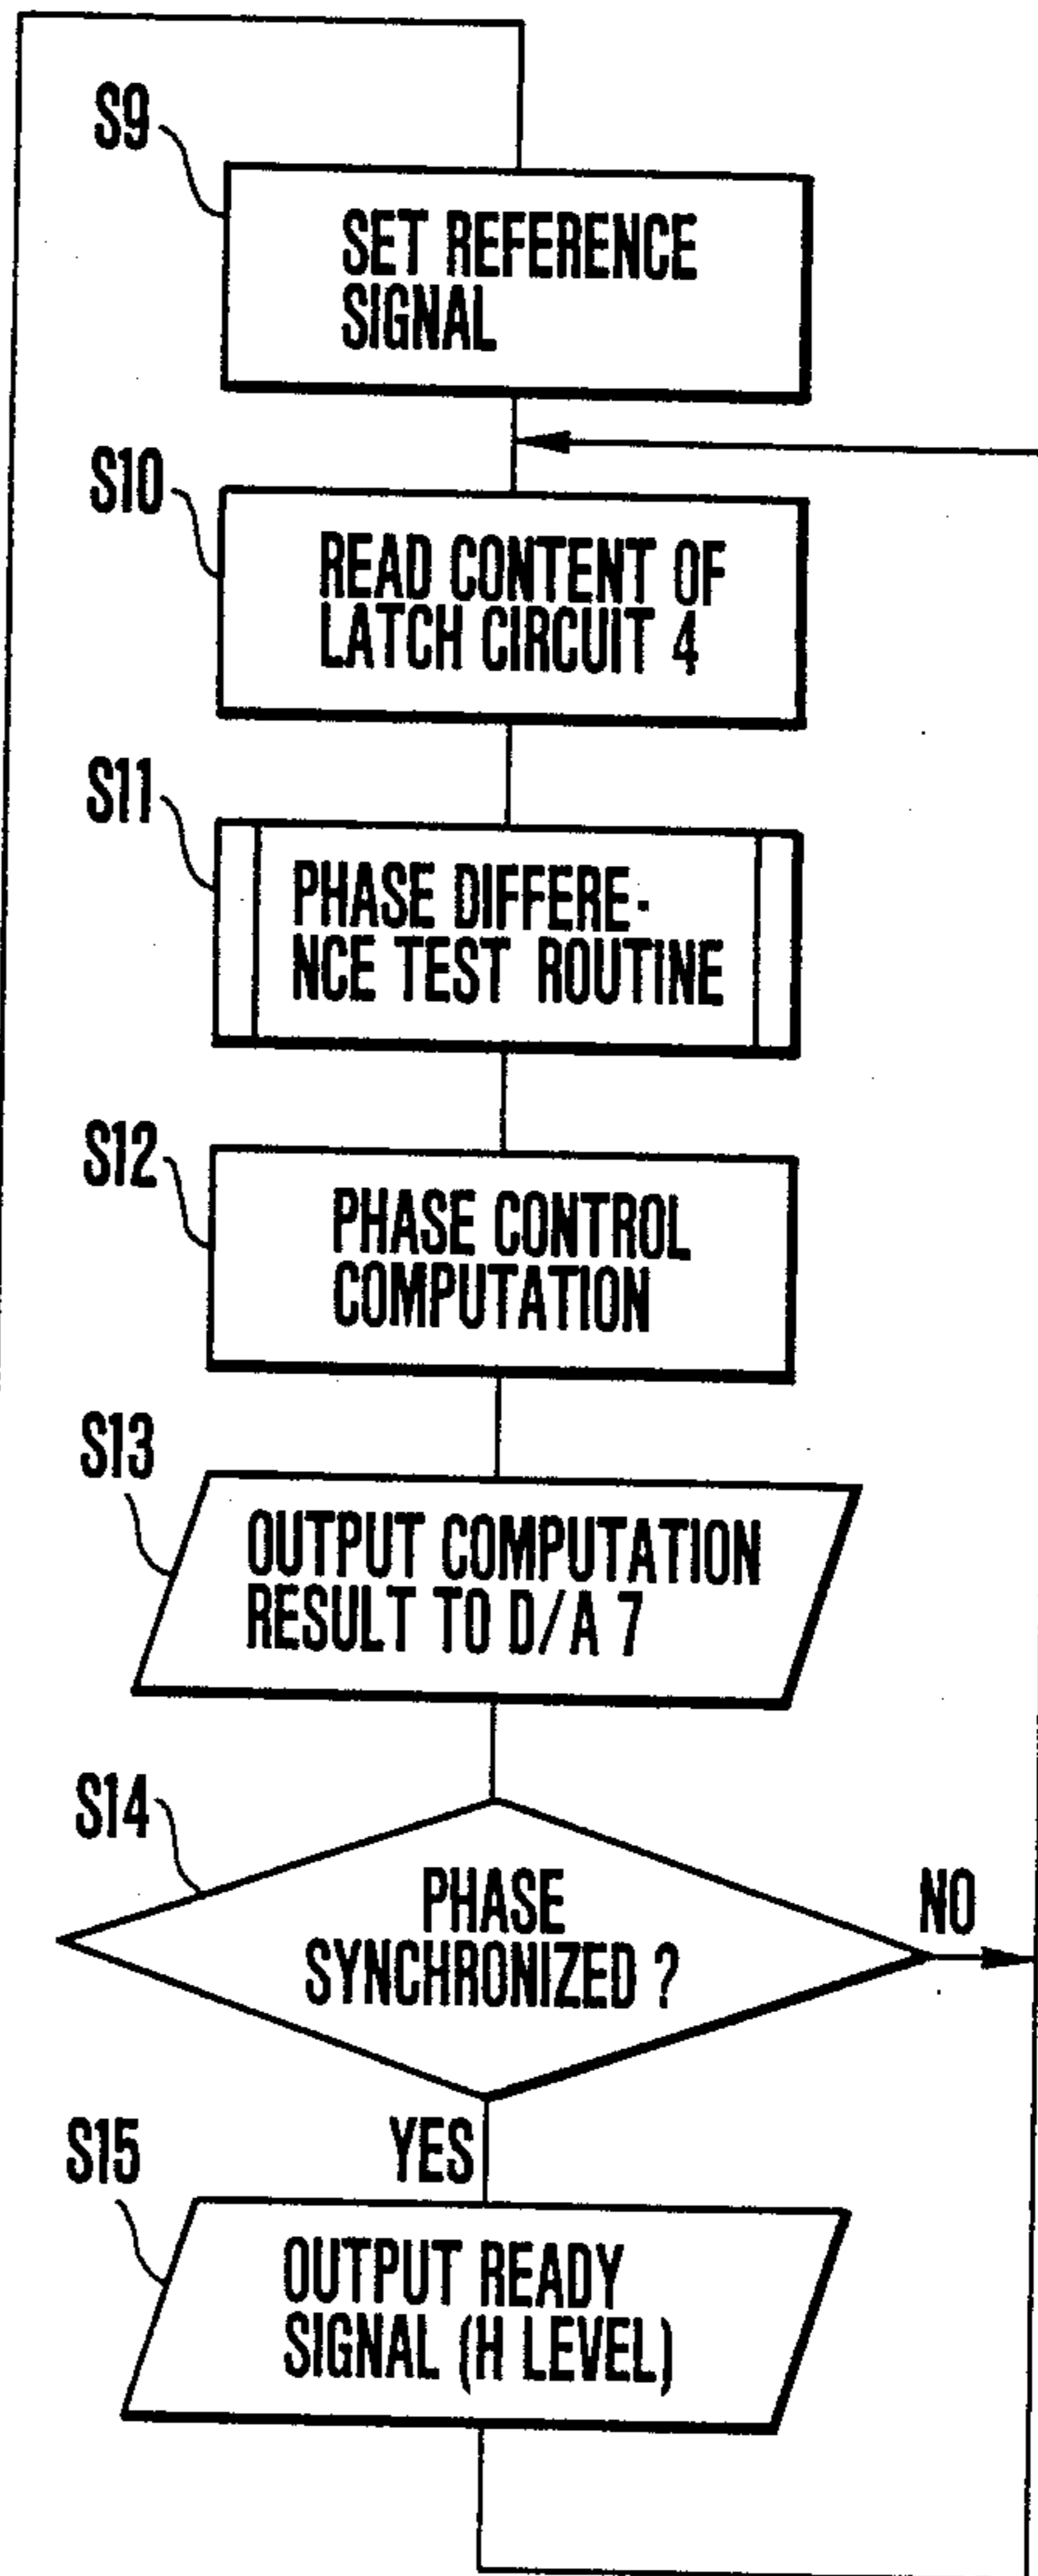 S9
SET REFERENCE
SIGNAL
S10
READ CONTENT OF
LATCH CIRCUIT 4
S11
PHASE DIFFERE-
NCE TEST ROUTINE
S12
PHASE CONTROL
COMPUTATION
S13
OUTPUT COMPUTATION
RESULT TO D/A 7
S14
PHASE
SYNCHRONIZED ?
NO
YES
S15
OUTPUT READY
SIGNAL (H LEVEL)